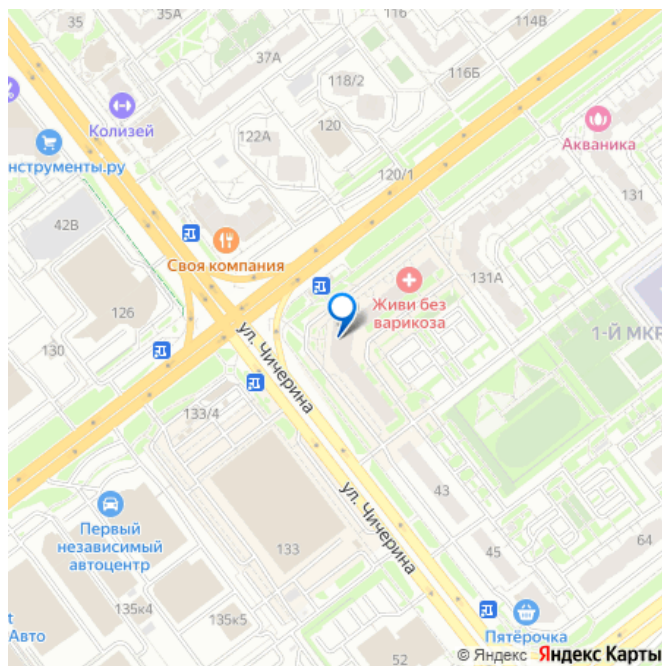 35
35А
116
114В
37А
118/2
116Б
Колизей
122А
120
Акваника
нструменты.ру
120/1
131
42В
Своя компания
131А
Живи без
варикоза
126
1-Й МКР
130
ул. Чичерина
133/4
43
ул. Чичерина
Первый
независимый
автоцентр
133
45
64
135к4
135к5
t
Авто
Пятёрочка
52
© Яндекс Яндекс Карты